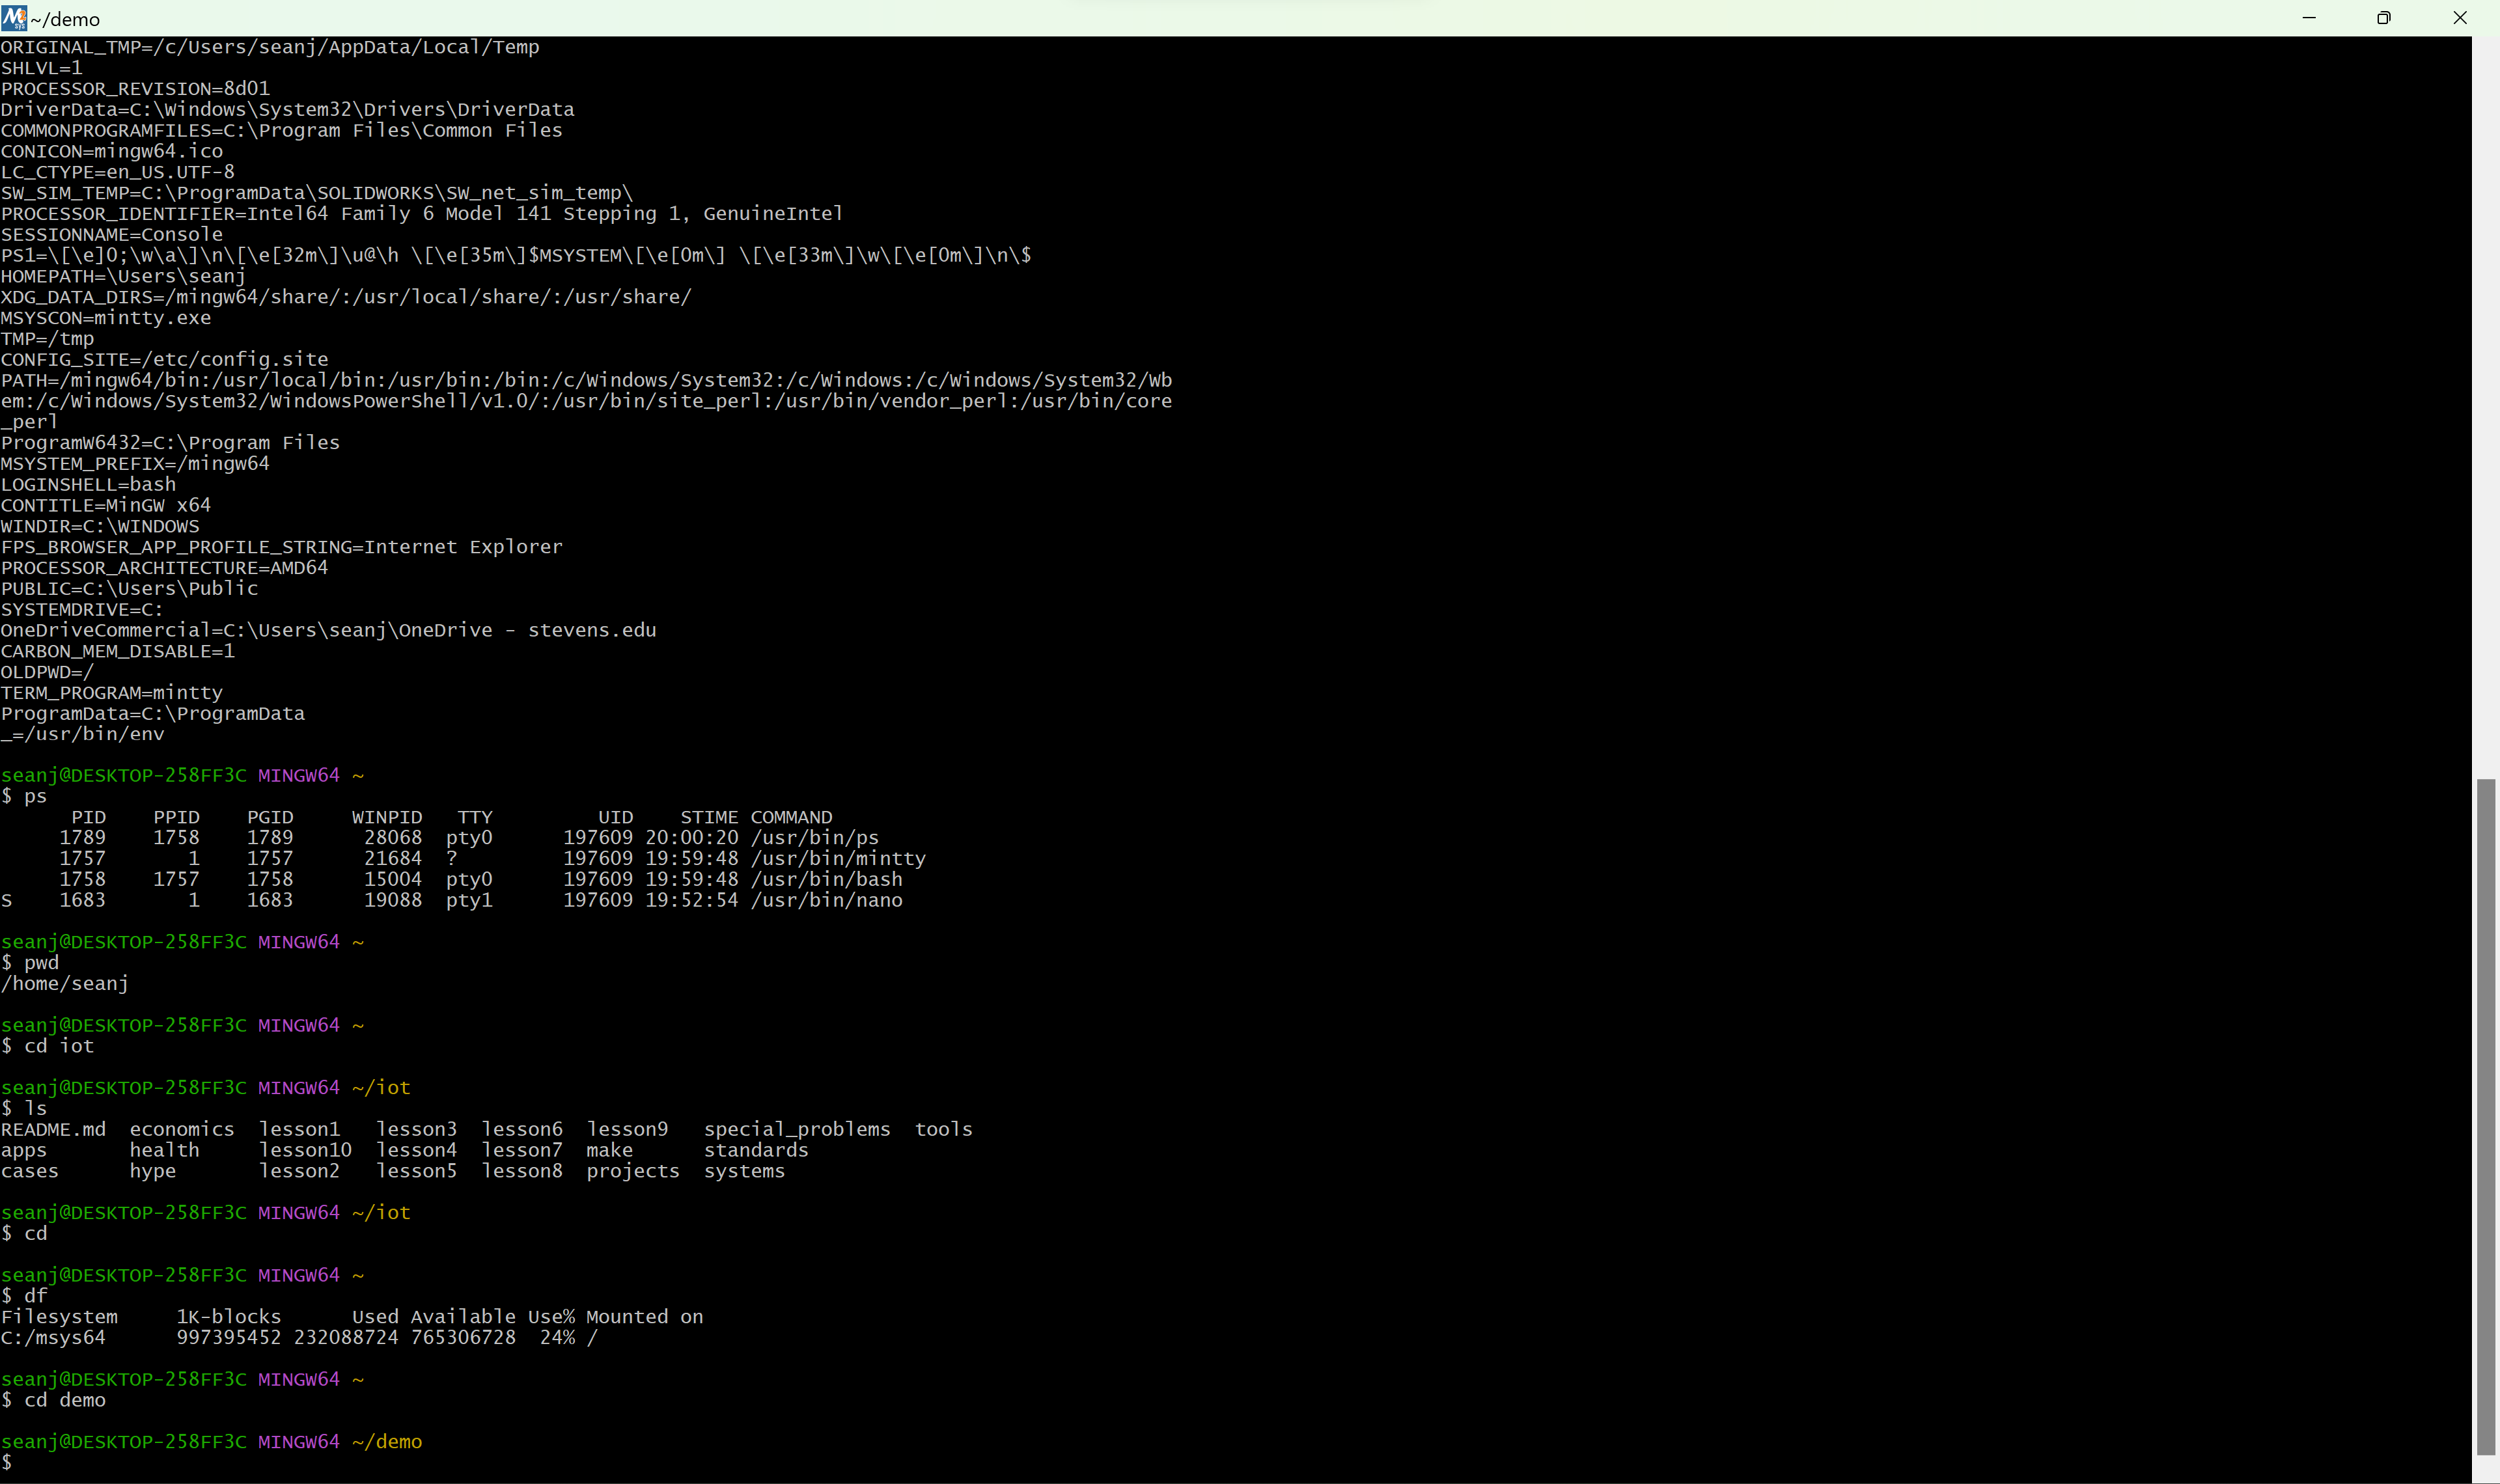 ~/demo
ORIGINAL_TMP=/c/Users/seanj/AppData/Local/Temp
SHLVL=1
PROCESSOR_REVISION=8d01
DriverData=C:\Windows\System32\Drivers\DriverData
COMMONPROGRAMFILES=C:\Program Files\Common Files
CONICON=mingw64.ico
LC_CTYPE=en_US.UTF-8
SW_SIM_TEMP=C:\ProgramData\SOLIDWORKS\SW_net_sim_temp\
PROCESSOR_IDENTIFIER=Intel64 Family 6 Model 141 Stepping 1, GenuineIntel
SESSIONNAME=Console
PS1=\[\e]0;\w\a\]\n\[\e[32m\]\u@\h \[\e[35m\]$MSYSTEM\[\e[0m\] \[\e[33m\]\w\[\e[0m\]\n\$
HOMEPATH=\Users\seanj
XDG_DATA_DIRS=/mingw64/share/:/usr/local/share/:/usr/share/
MSYSCON=mintty.exe
TMP=/tmp
CONFIG_SITE=/etc/config.site
PATH=/mingw64/bin:/usr/local/bin:/usr/bin:/bin:/c/Windows/System32:/c/Windows:/c/Windows/System32/Wb
em:/c/Windows/System32/WindowsPowerShell/v1.0/:/usr/bin/site_perl:/usr/bin/vendor_perl:/usr/bin/core
_perl
ProgramW6432=C:\Program Files
MSYSTEM_PREFIX=/mingw64
LOGINSHELL=bash
CONTITLE=MinGW x64
WINDIR=C:\WINDOWS
FPS_BROWSER_APP_PROFILE_STRING=Internet Explorer
PROCESSOR_ARCHITECTURE=AMD64
PUBLIC=C:\Users\Public
SYSTEMDRIVE=C:
OneDriveCommercial=C:\Users\seanj\OneDrive - stevens.edu
CARBON_MEM_DISABLE=1
OLDPWD=/
TERM_PROGRAM=mintty
ProgramData=C:\ProgramData
_=/usr/bin/env
seanj@DESKTOP-258FF3C MINGW64 ~
$ ps
PID PPID PGID WINPID TTY UID STIME COMMAND
1789 1758 1789 28068 pty0 197609 20:00:20 /usr/bin/ps
1757 1 1757 21684 ? 197609 19:59:48 /usr/bin/mintty
1758 1757 1758 15004 pty0 197609 19:59:48 /usr/bin/bash
S 1683 1 1683 19088 pty1 197609 19:52:54 /usr/bin/nano
seanj@DESKTOP-258FF3C MINGW64 ~
$ pwd
/home/seanj
seanj@DESKTOP-258FF3C MINGW64 ~
$ cd iot
seanj@DESKTOP-258FF3C MINGW64 ~/iot
$ ls
README.md economics lesson1 lesson3 lesson6 lesson9 special_problems tools
apps health lesson10 lesson4 lesson7 make standards
cases hype lesson2 lesson5 lesson8 projects systems
seanj@DESKTOP-258FF3C MINGW64 ~/iot
$ cd
seanj@DESKTOP-258FF3C MINGW64 ~
$ df
Filesystem 1K-blocks Used Available Use% Mounted on
C:/msys64 997395452 232088724 765306728 24% /
seanj@DESKTOP-258FF3C MINGW64 ~
$ cd demo
seanj@DESKTOP-258FF3C MINGW64 ~/demo
$